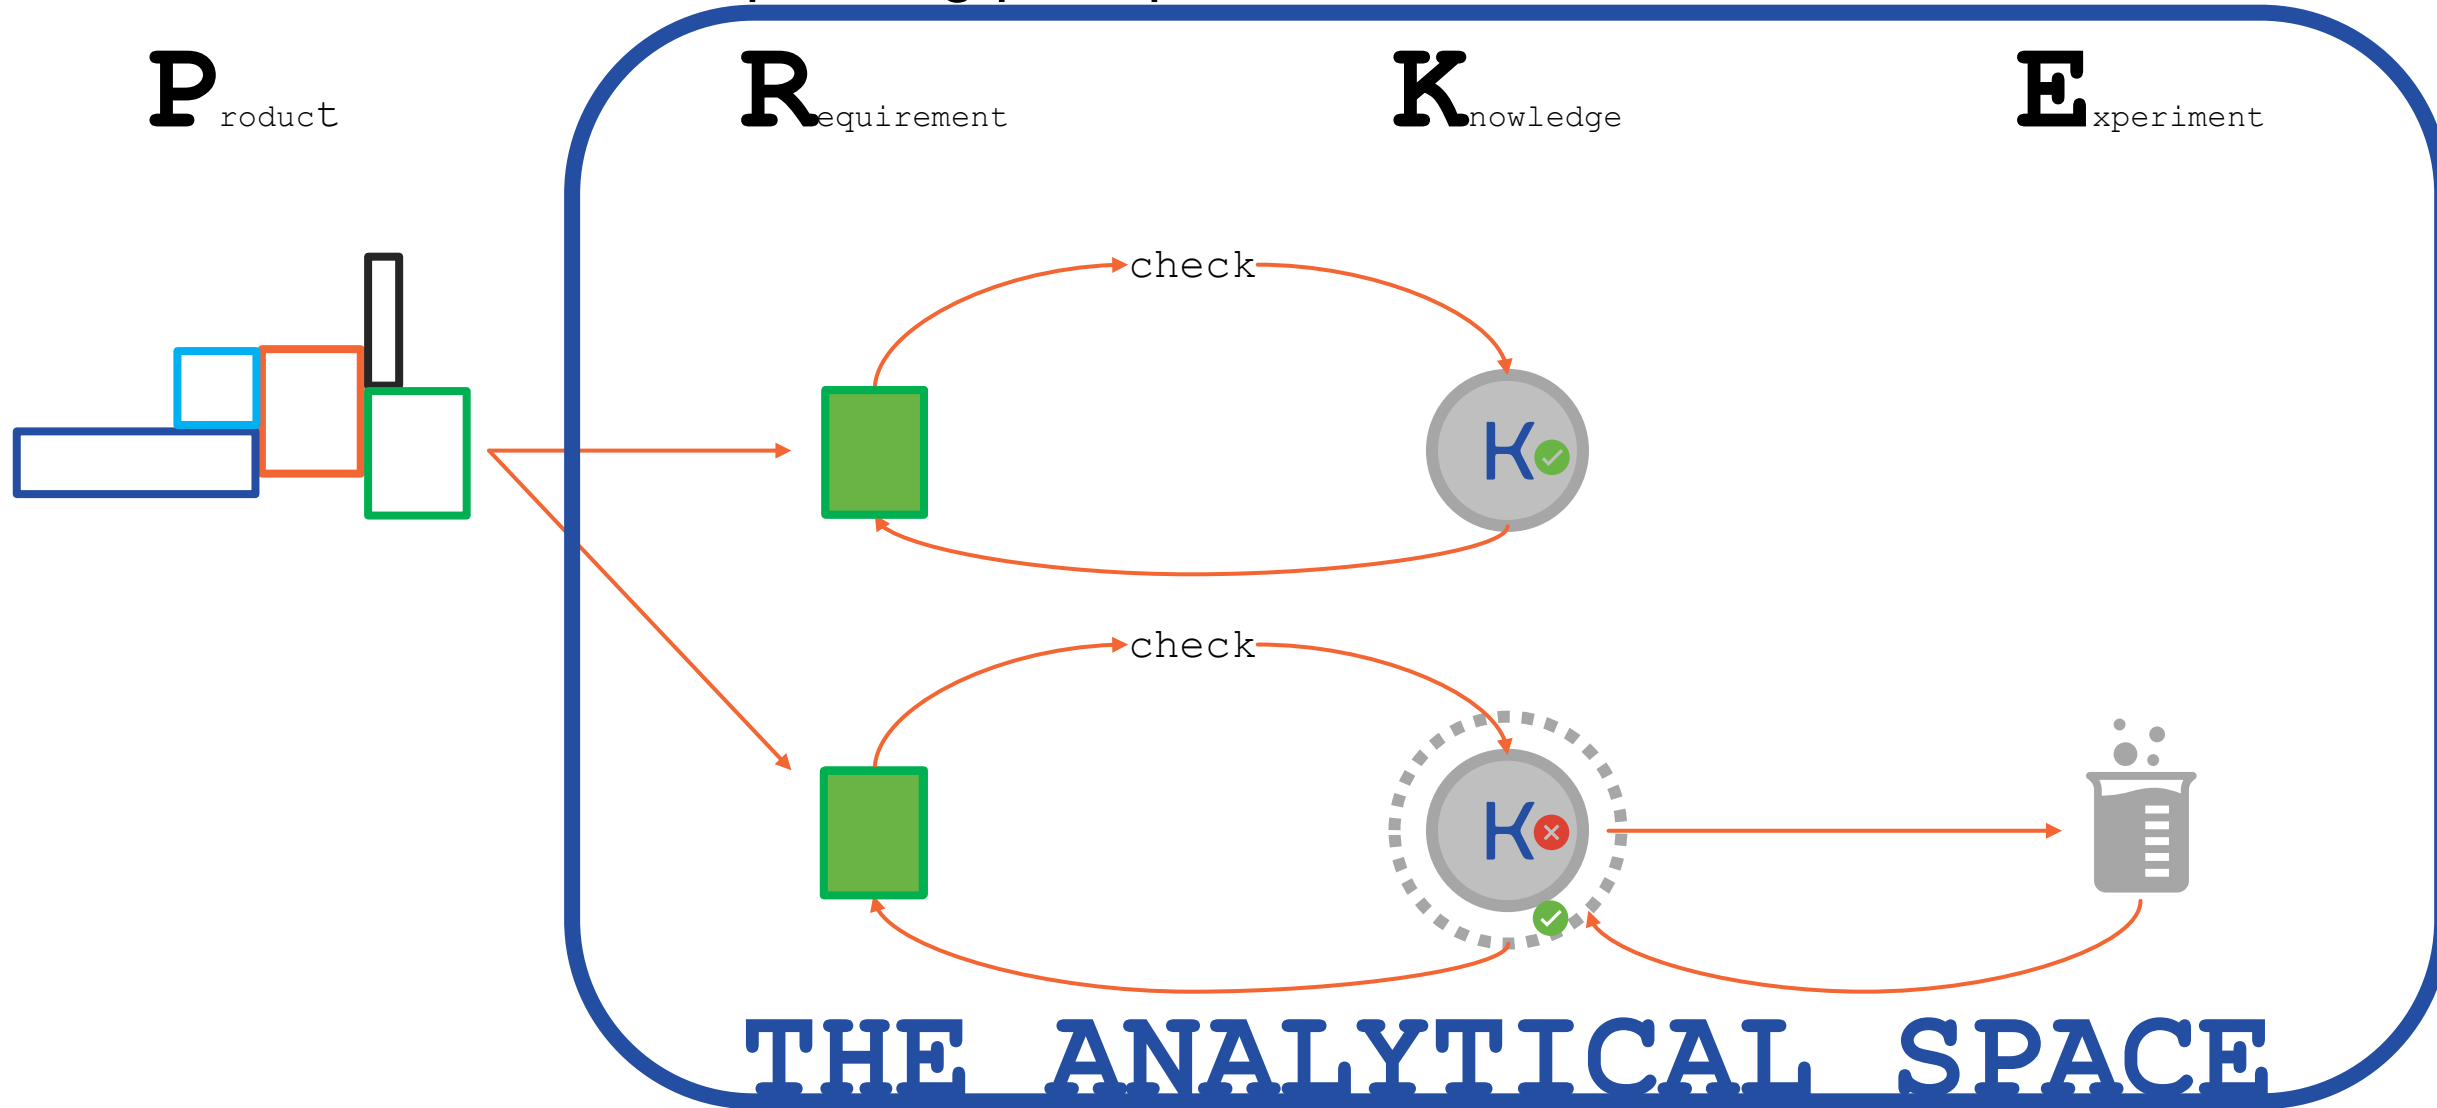 Product
Requirement
Knowledge
Experiment
check
K
check
K
THE ANALYTICAL SPACE